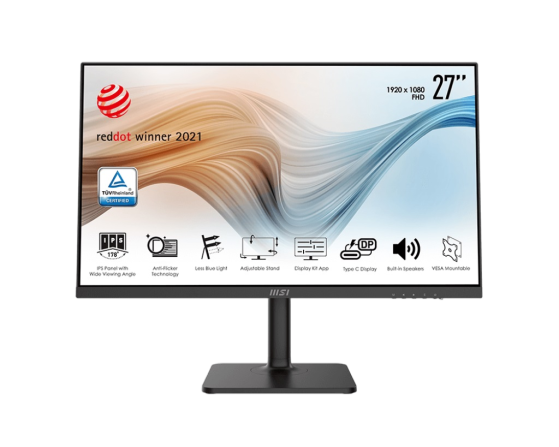 27’’
1920 x 1080
FHD
reddot winner 2021
TÜVRheinland
CERTIFIED
IPS
178°
DP
IPS Panel with
Wide Viewing Angle
Anti-Flicker
Technology
Less Blue Light
Adjustable Stand
Display Kit App
Type C Display
Built-in Speakers
VESA Mountable
msi